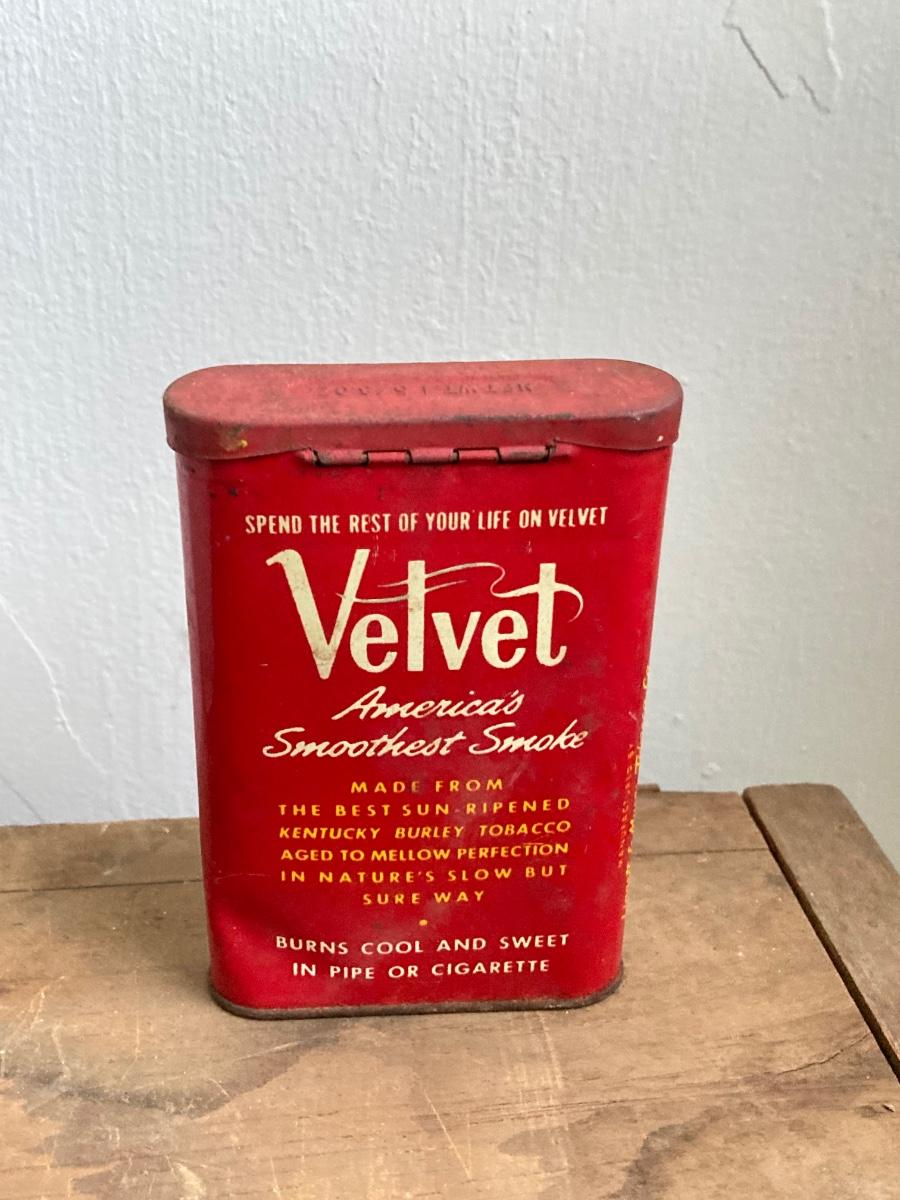 SPEND THE REST OF YOUR LIFE ON VELVET
Velvet
America's
Smoothest Smoke
MADE FROM
THE BEST SUN-RIPENED
KENTUCKY BURLEY TOBACCO
AGED TO MELLOW PERFECTION
IN NATURE'S SLOW BUT
SURE WAY
•
BURNS COOL AND SWEET
IN PIPE OR CIGARETTE